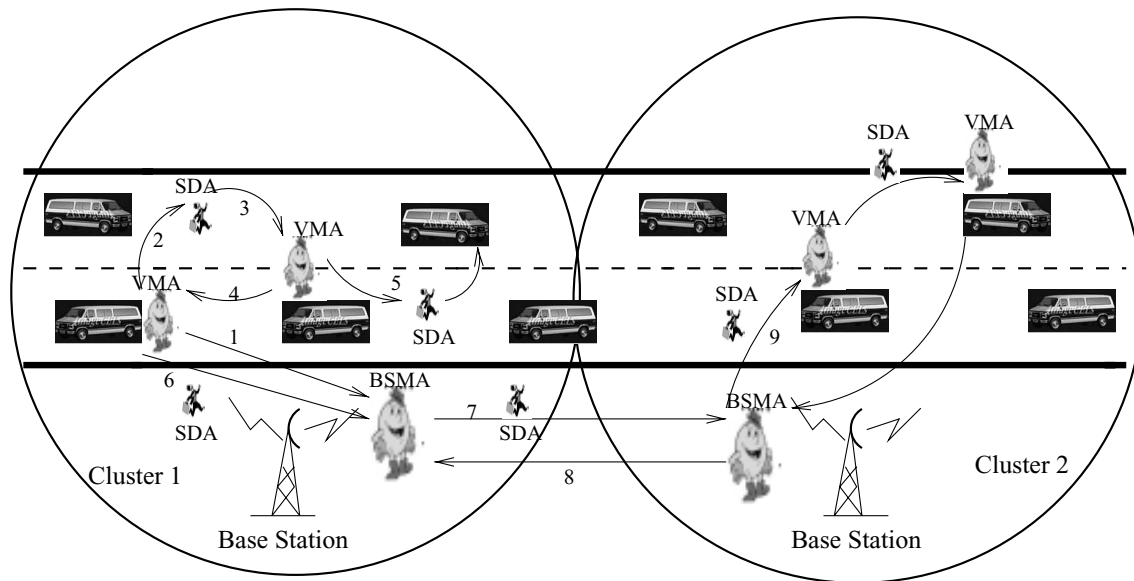 SDA
VMA
SDA
3
VMA
VMA
2
5
VMA
4
SDA
SDA
1
9
6
BSMA
BSMA
7
SDA
SDA
Cluster 1
8
Cluster 2
Base Station
Base Station